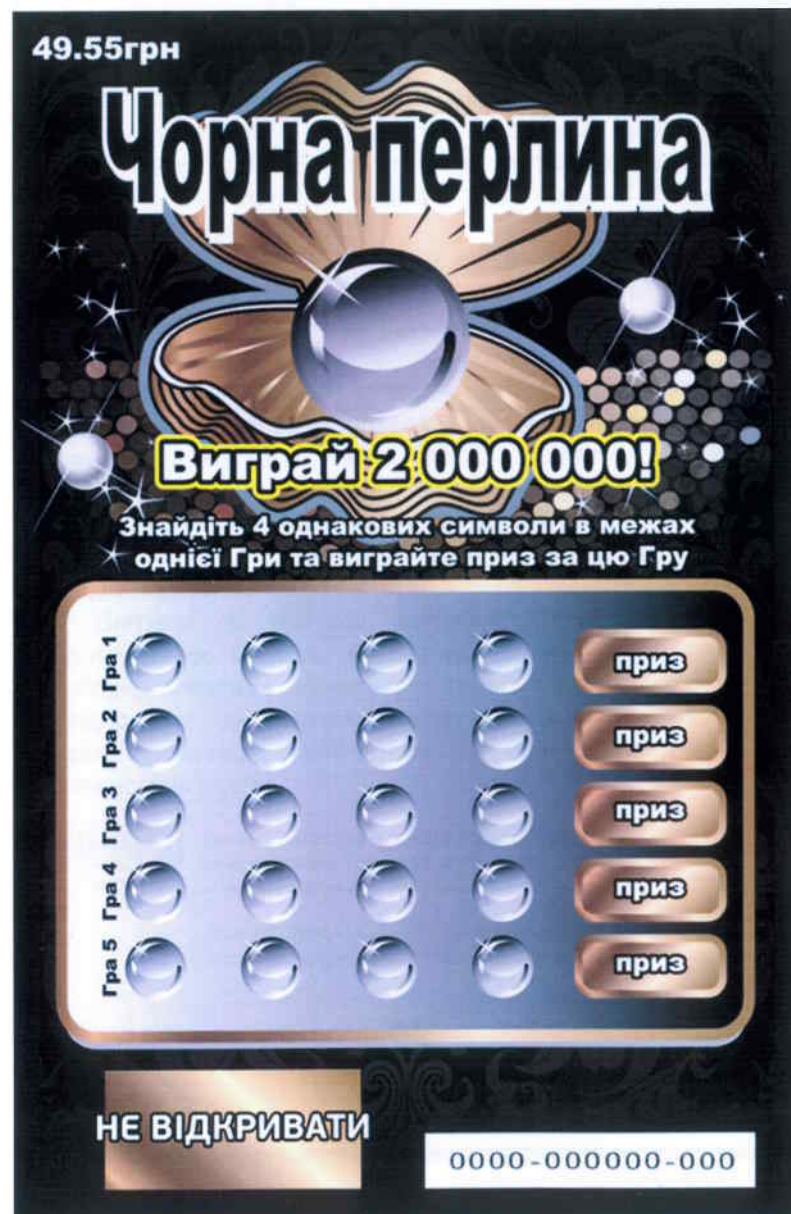 49.55грн
Чорна перлина
Виграй 2 000 000!
Знайдіть 4 однакових символи в межах
однієї Гри та виграйте приз за цю Гру
Гра 1 приз
Гра 2 приз
Гра 3 приз
Гра 4 приз
Гра 5 приз
НЕ ВІДКРИВАТИ
0000-000000-000